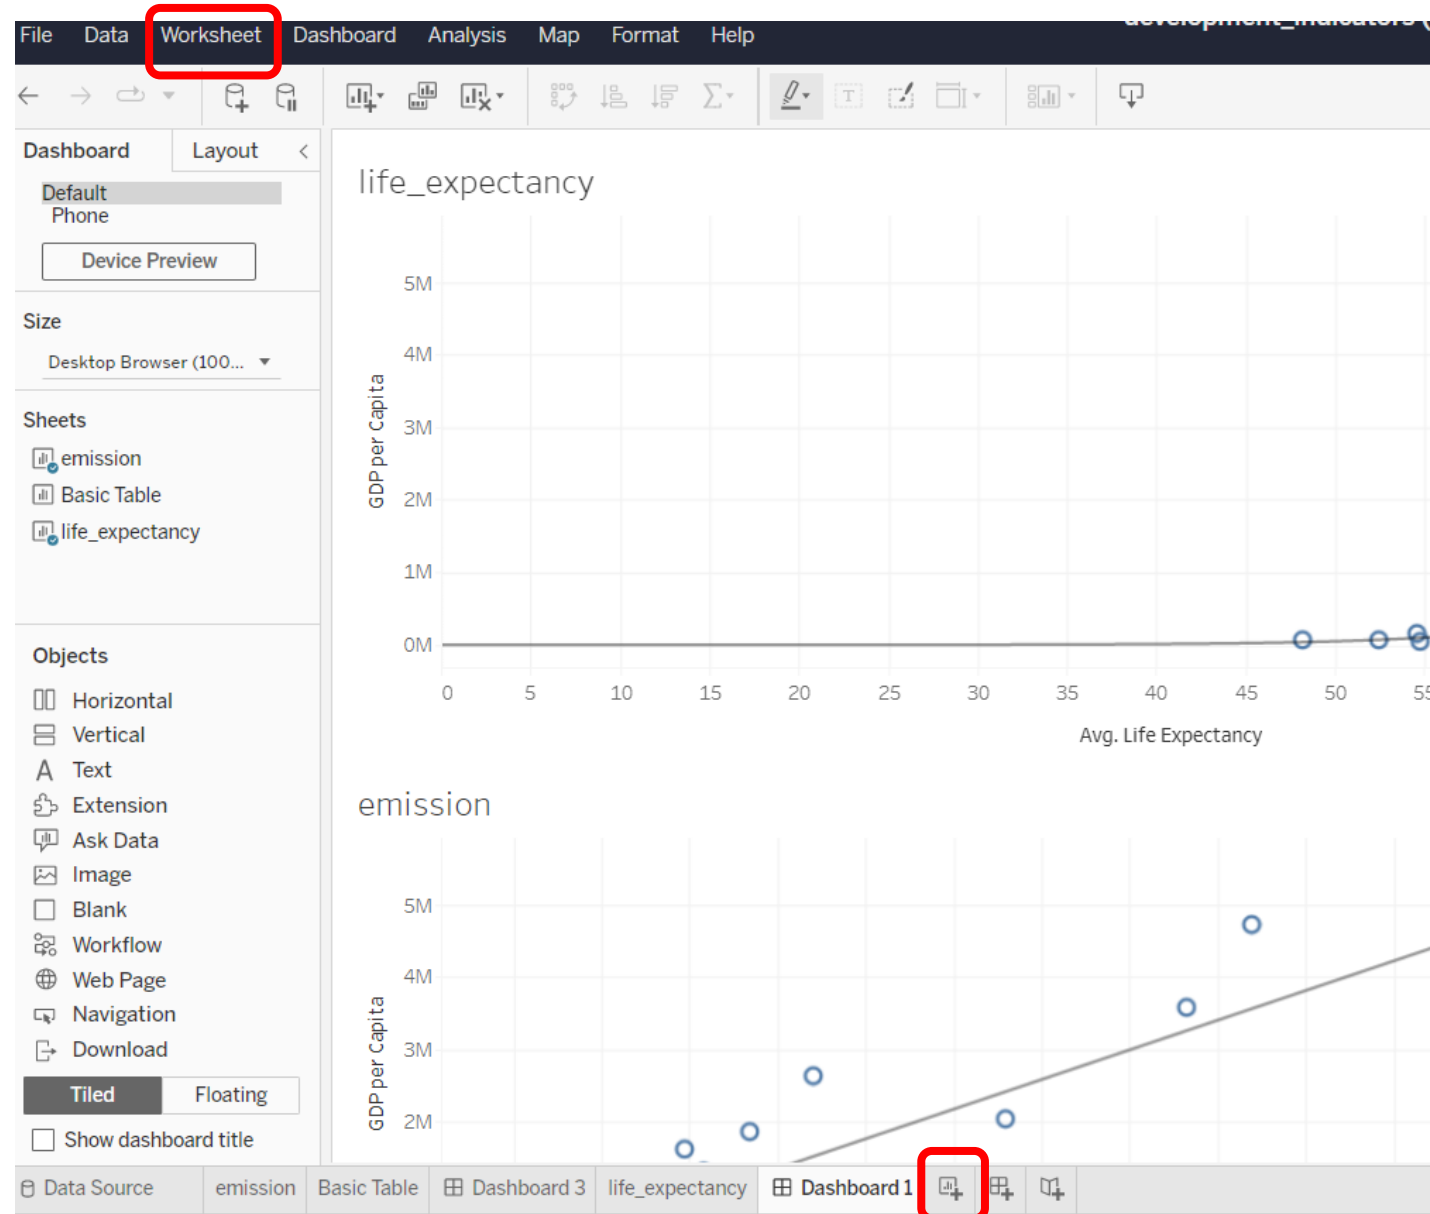 development_indicators (
File Data Worksheet Dashboard Analysis Map Format Help
Dashboard Layout
Default
Phone
Device Preview
Size
Desktop Browser (100...
Sheets
emission
Basic Table
life_expectancy
Objects
Horizontal
Vertical
Text
Extension
Ask Data
Image
Blank
Workflow
Web Page
Navigation
Download
Tiled Floating
Show dashboard title
life_expectancy
GDP per Capita
5M
4M
3M
2M
1M
0M
0 5 10 15 20 25 30 35 40 45 50 55
Avg. Life Expectancy
emission
GDP per Capita
5M
4M
3M
2M
Data Source emission Basic Table Dashboard 3 life_expectancy Dashboard 1